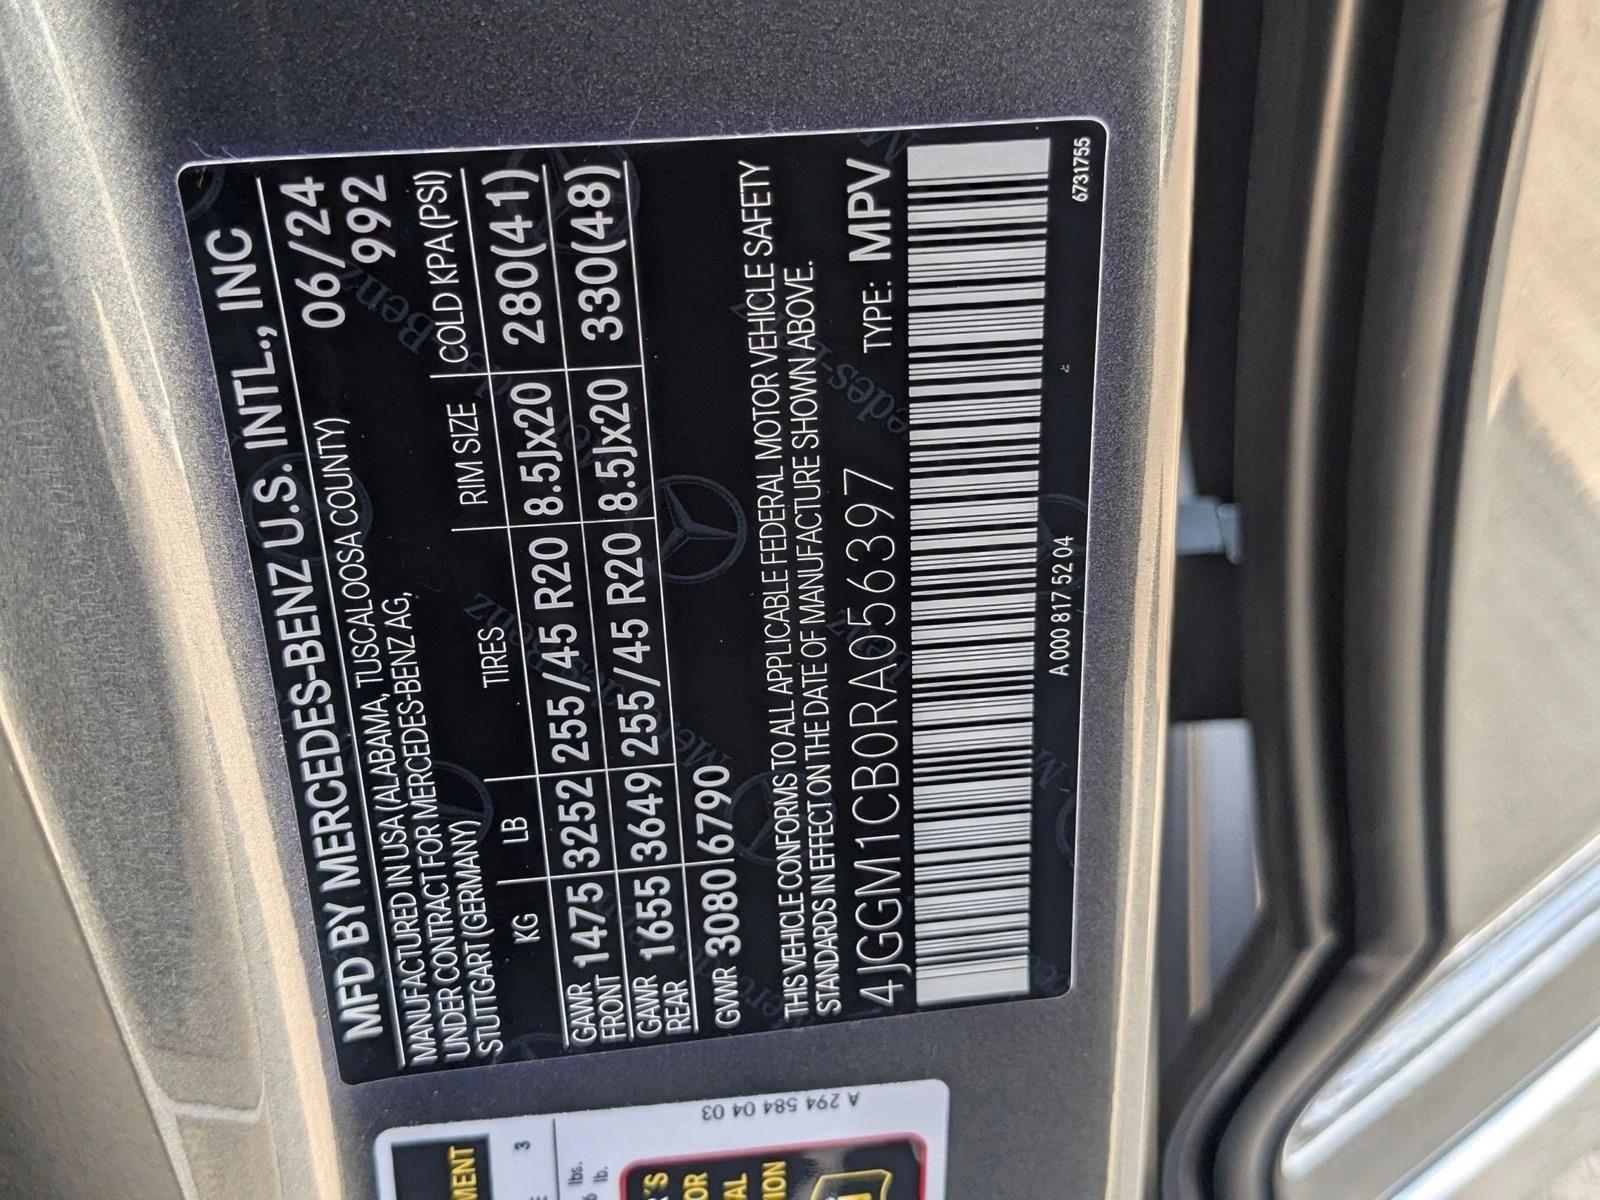 MFD BY MERCEDES-BENZ U.S. INTL., INC
MANUFACTURED IN USA (ALABAMA, TUSCALOOSA COUNTY) 06/24
UNDER CONTRACT FOR MERCEDES-BENZ AG, 992
STUTTGART (GERMANY)
KG LB TIRES RIM SIZE COLD KPA (PSI)
GAWR FRONT 1475 3252 255/45 R20 8.5Jx20 280(41)
GAWR REAR 1655 3649 255/45 R20 8.5Jx20 330(48)
GVWR 3080 6790
THIS VEHICLE CONFORMS TO ALL APPLICABLE FEDERAL MOTOR VEHICLE SAFETY
STANDARDS IN EFFECT ON THE DATE OF MANUFACTURE SHOWN ABOVE.
4JGGM1CB0RA056397 TYPE: MPV
A 000 817 52 04 6731755
A 294 584 04 03
3
lbs.
lb.